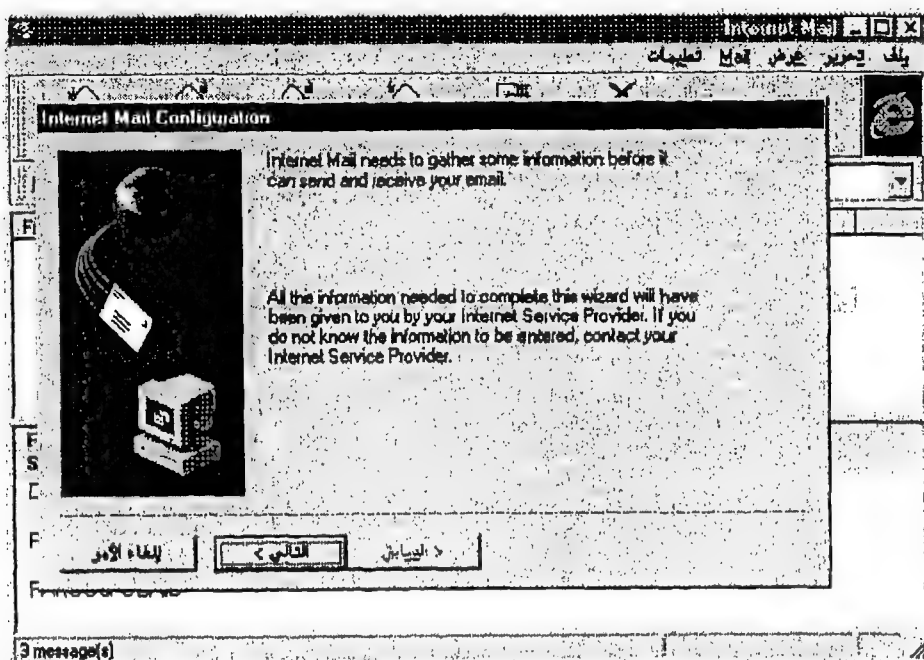 Internet Mail
ملف تحرير عرض Mail تعليمات
Internet Mail Configuration
Internet Mail needs to gather some information before it
can send and receive your email.
All the information needed to complete this wizard will have
been given to you by your Internet Service Provider. If you
do not know the information to be entered, contact your
Internet Service Provider.
إلغاء الأمر
التالي >
< السابق
3 message(s)